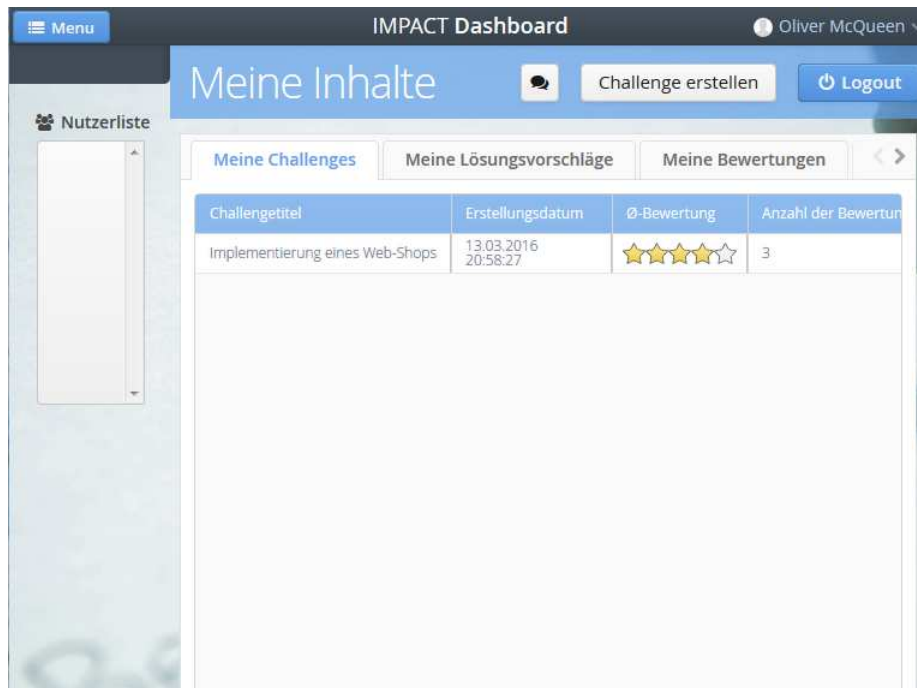 Menu
IMPACT Dashboard
Oliver McQueen
Meine Inhalte
Challenge erstellen
Logout
Nutzerliste
Meine Challenges
Meine Lösungsvorschläge
Meine Bewertungen
Challengetitel
Erstellungsdatum
Ø-Bewertung
Anzahl der Bewertun
Implementierung eines Web-Shops
13.03.2016
20:58:27
3